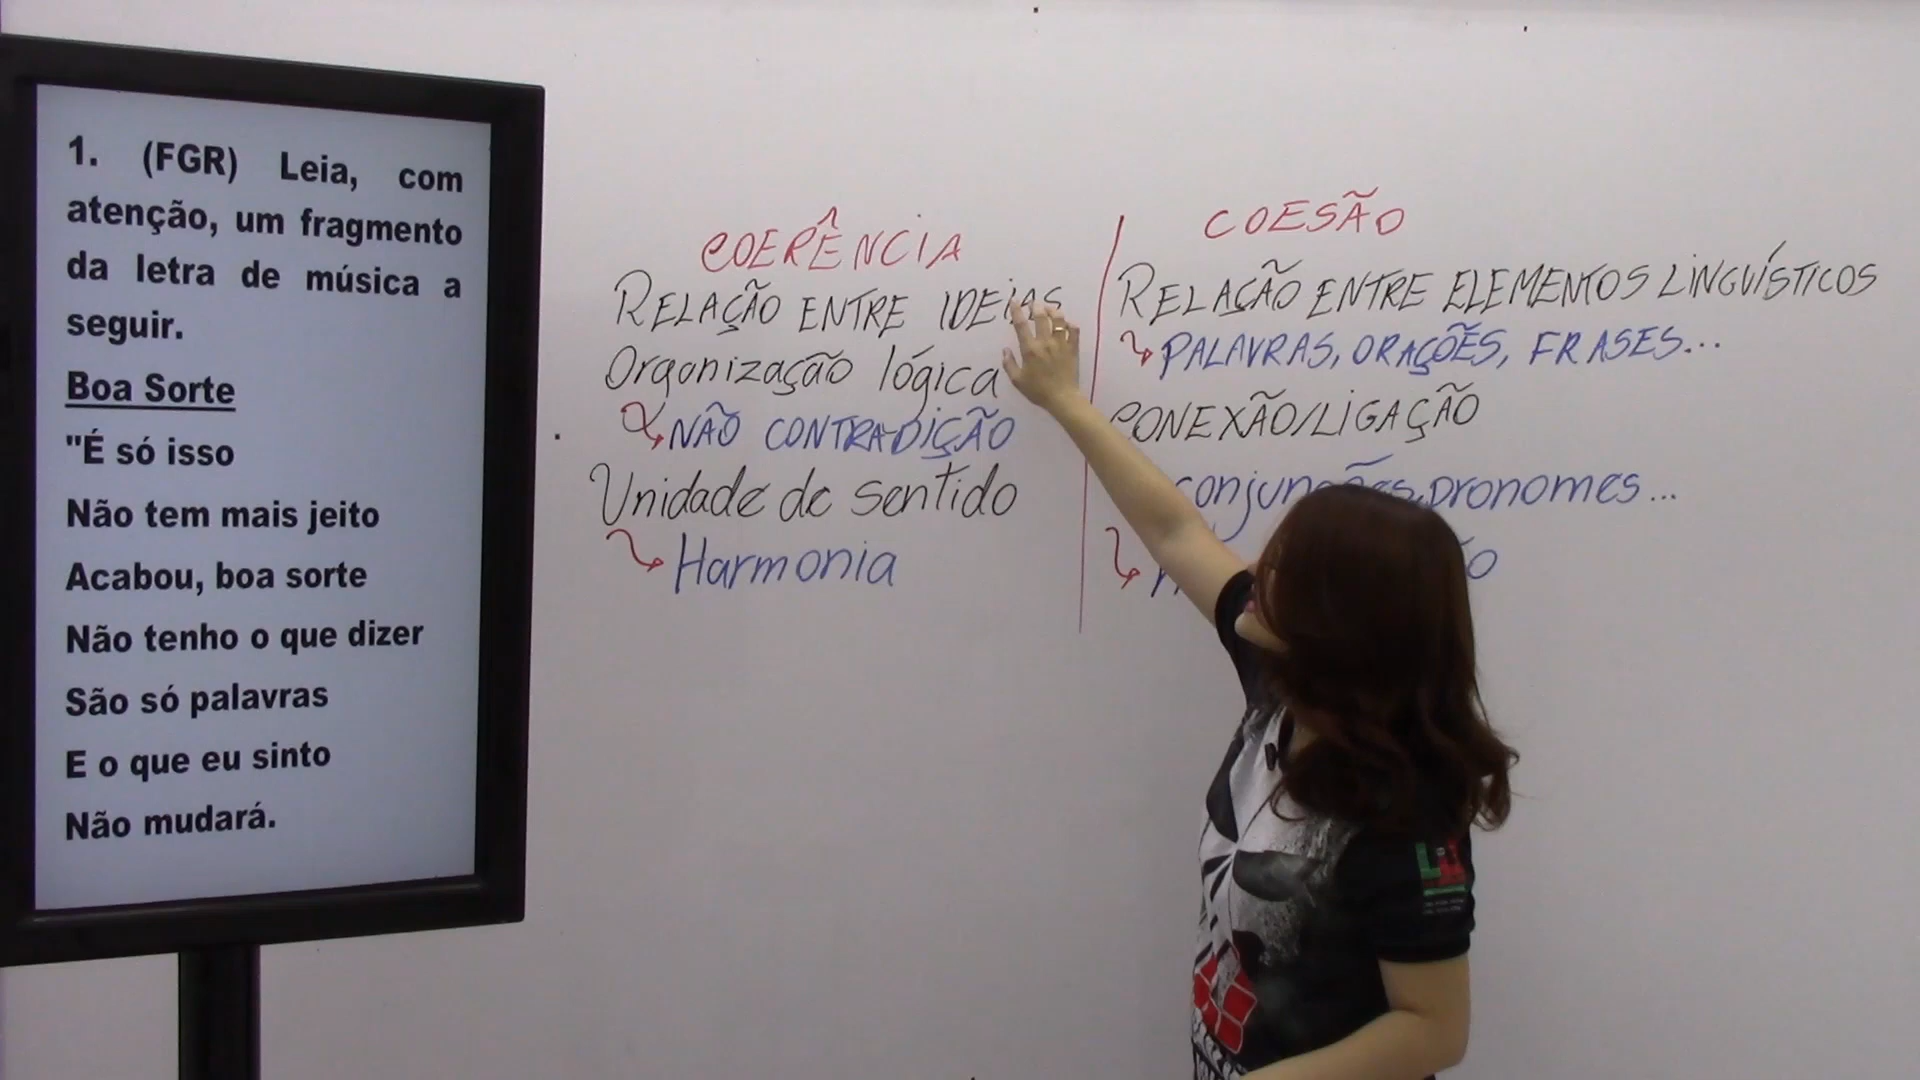 1. (FGR) Leia, com
atenção, um fragmento
da letra de música a
seguir.
Boa Sorte
"É só isso
Não tem mais jeito
Acabou, boa sorte
Não tenho o que dizer
São só palavras
E o que eu sinto
Não mudará.
COERÊNCIA
RELAÇÃO ENTRE IDEIAS
Organização lógica
NÃO CONTRADIÇÃO
Unidade de sentido
Harmonia
COESÃO
RELAÇÃO ENTRE ELEMENTOS LINGUÍSTICOS
PALAVRAS, ORAÇÕES, FRASES...
CONEXÃO/LIGAÇÃO
conjunções, pronomes...